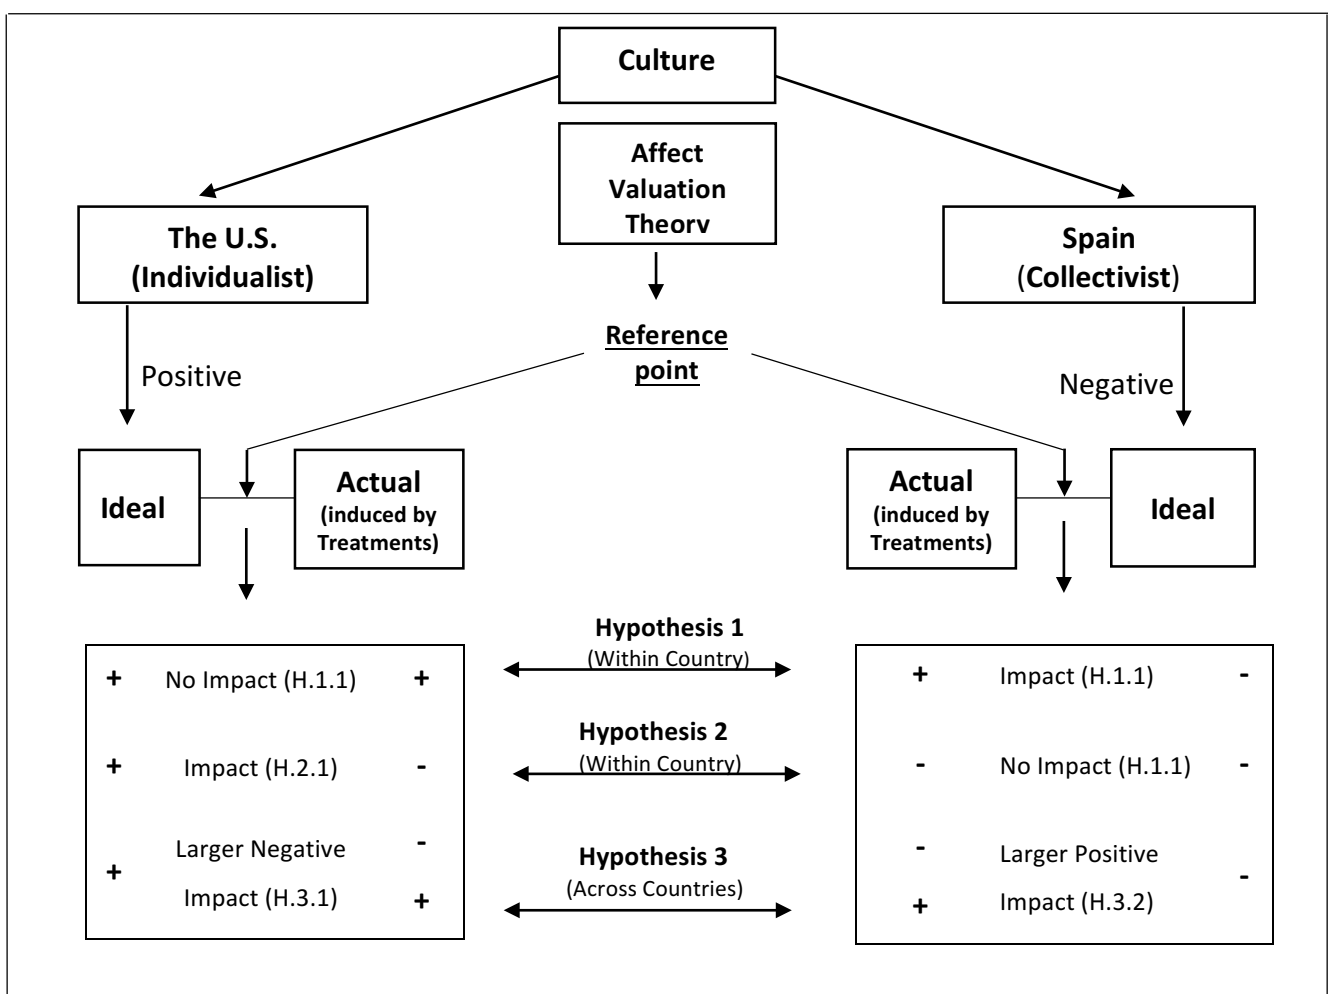 Culture
Affect
Valuation
Theory
The U.S.
(Individualist)
Spain
(Collectivist)
Reference
point
Positive
Negative
Ideal
Actual
(induced by
Treatments)
Actual
(induced by
Treatments)
Ideal
Hypothesis 1
(Within Country)
+ No Impact (H.1.1) +
+ Impact (H.1.1) -
Hypothesis 2
(Within Country)
+ Impact (H.2.1) -
- No Impact (H.1.1) -
Hypothesis 3
(Across Countries)
Larger Negative -
+
Impact (H.3.1) +
- Larger Positive
-
+ Impact (H.3.2)